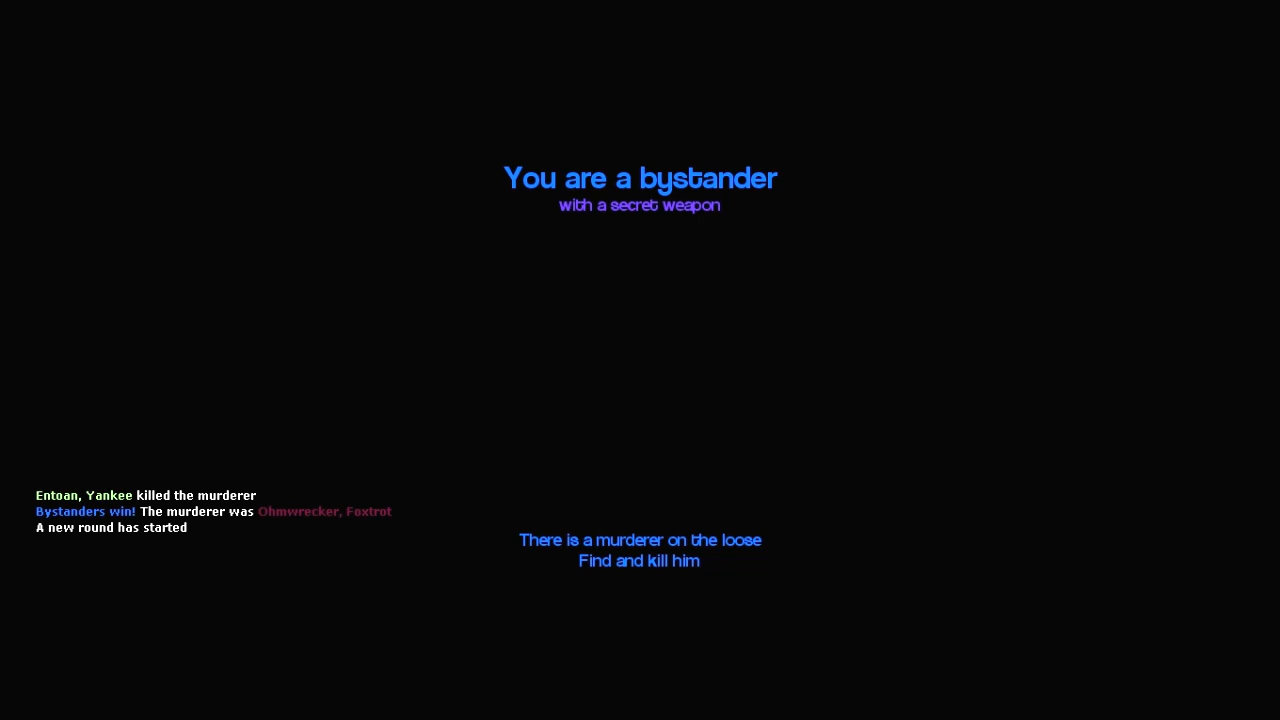 You are a bystander
with a secret weapon
Entoan, Yankee killed the murderer
Bystanders win! The murderer was Ohmwrecker, Foxtrot
A new round has started
There is a murderer on the loose
Find and kill him